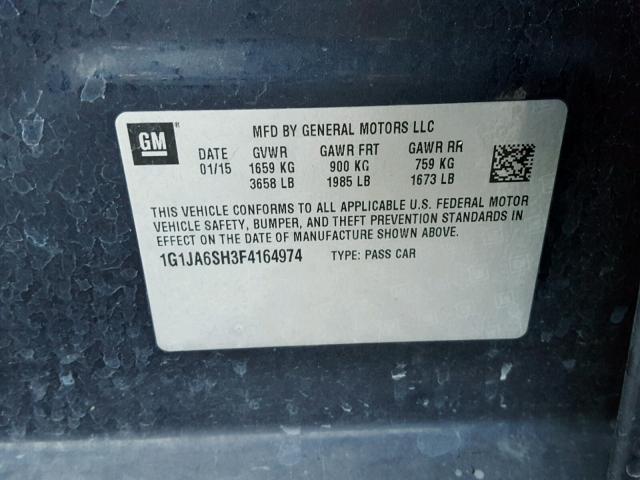 GM
MFD BY GENERAL MOTORS LLC
DATE GVWR GAWR FRT GAWR RR
01/15 1659 KG 900 KG 759 KG
3658 LB 1985 LB 1673 LB
THIS VEHICLE CONFORMS TO ALL APPLICABLE U.S. FEDERAL MOTOR
VEHICLE SAFETY, BUMPER, AND THEFT PREVENTION STANDARDS IN
EFFECT ON THE DATE OF MANUFACTURE SHOWN ABOVE.
1G1JA6SH3F4164974 TYPE: PASS CAR